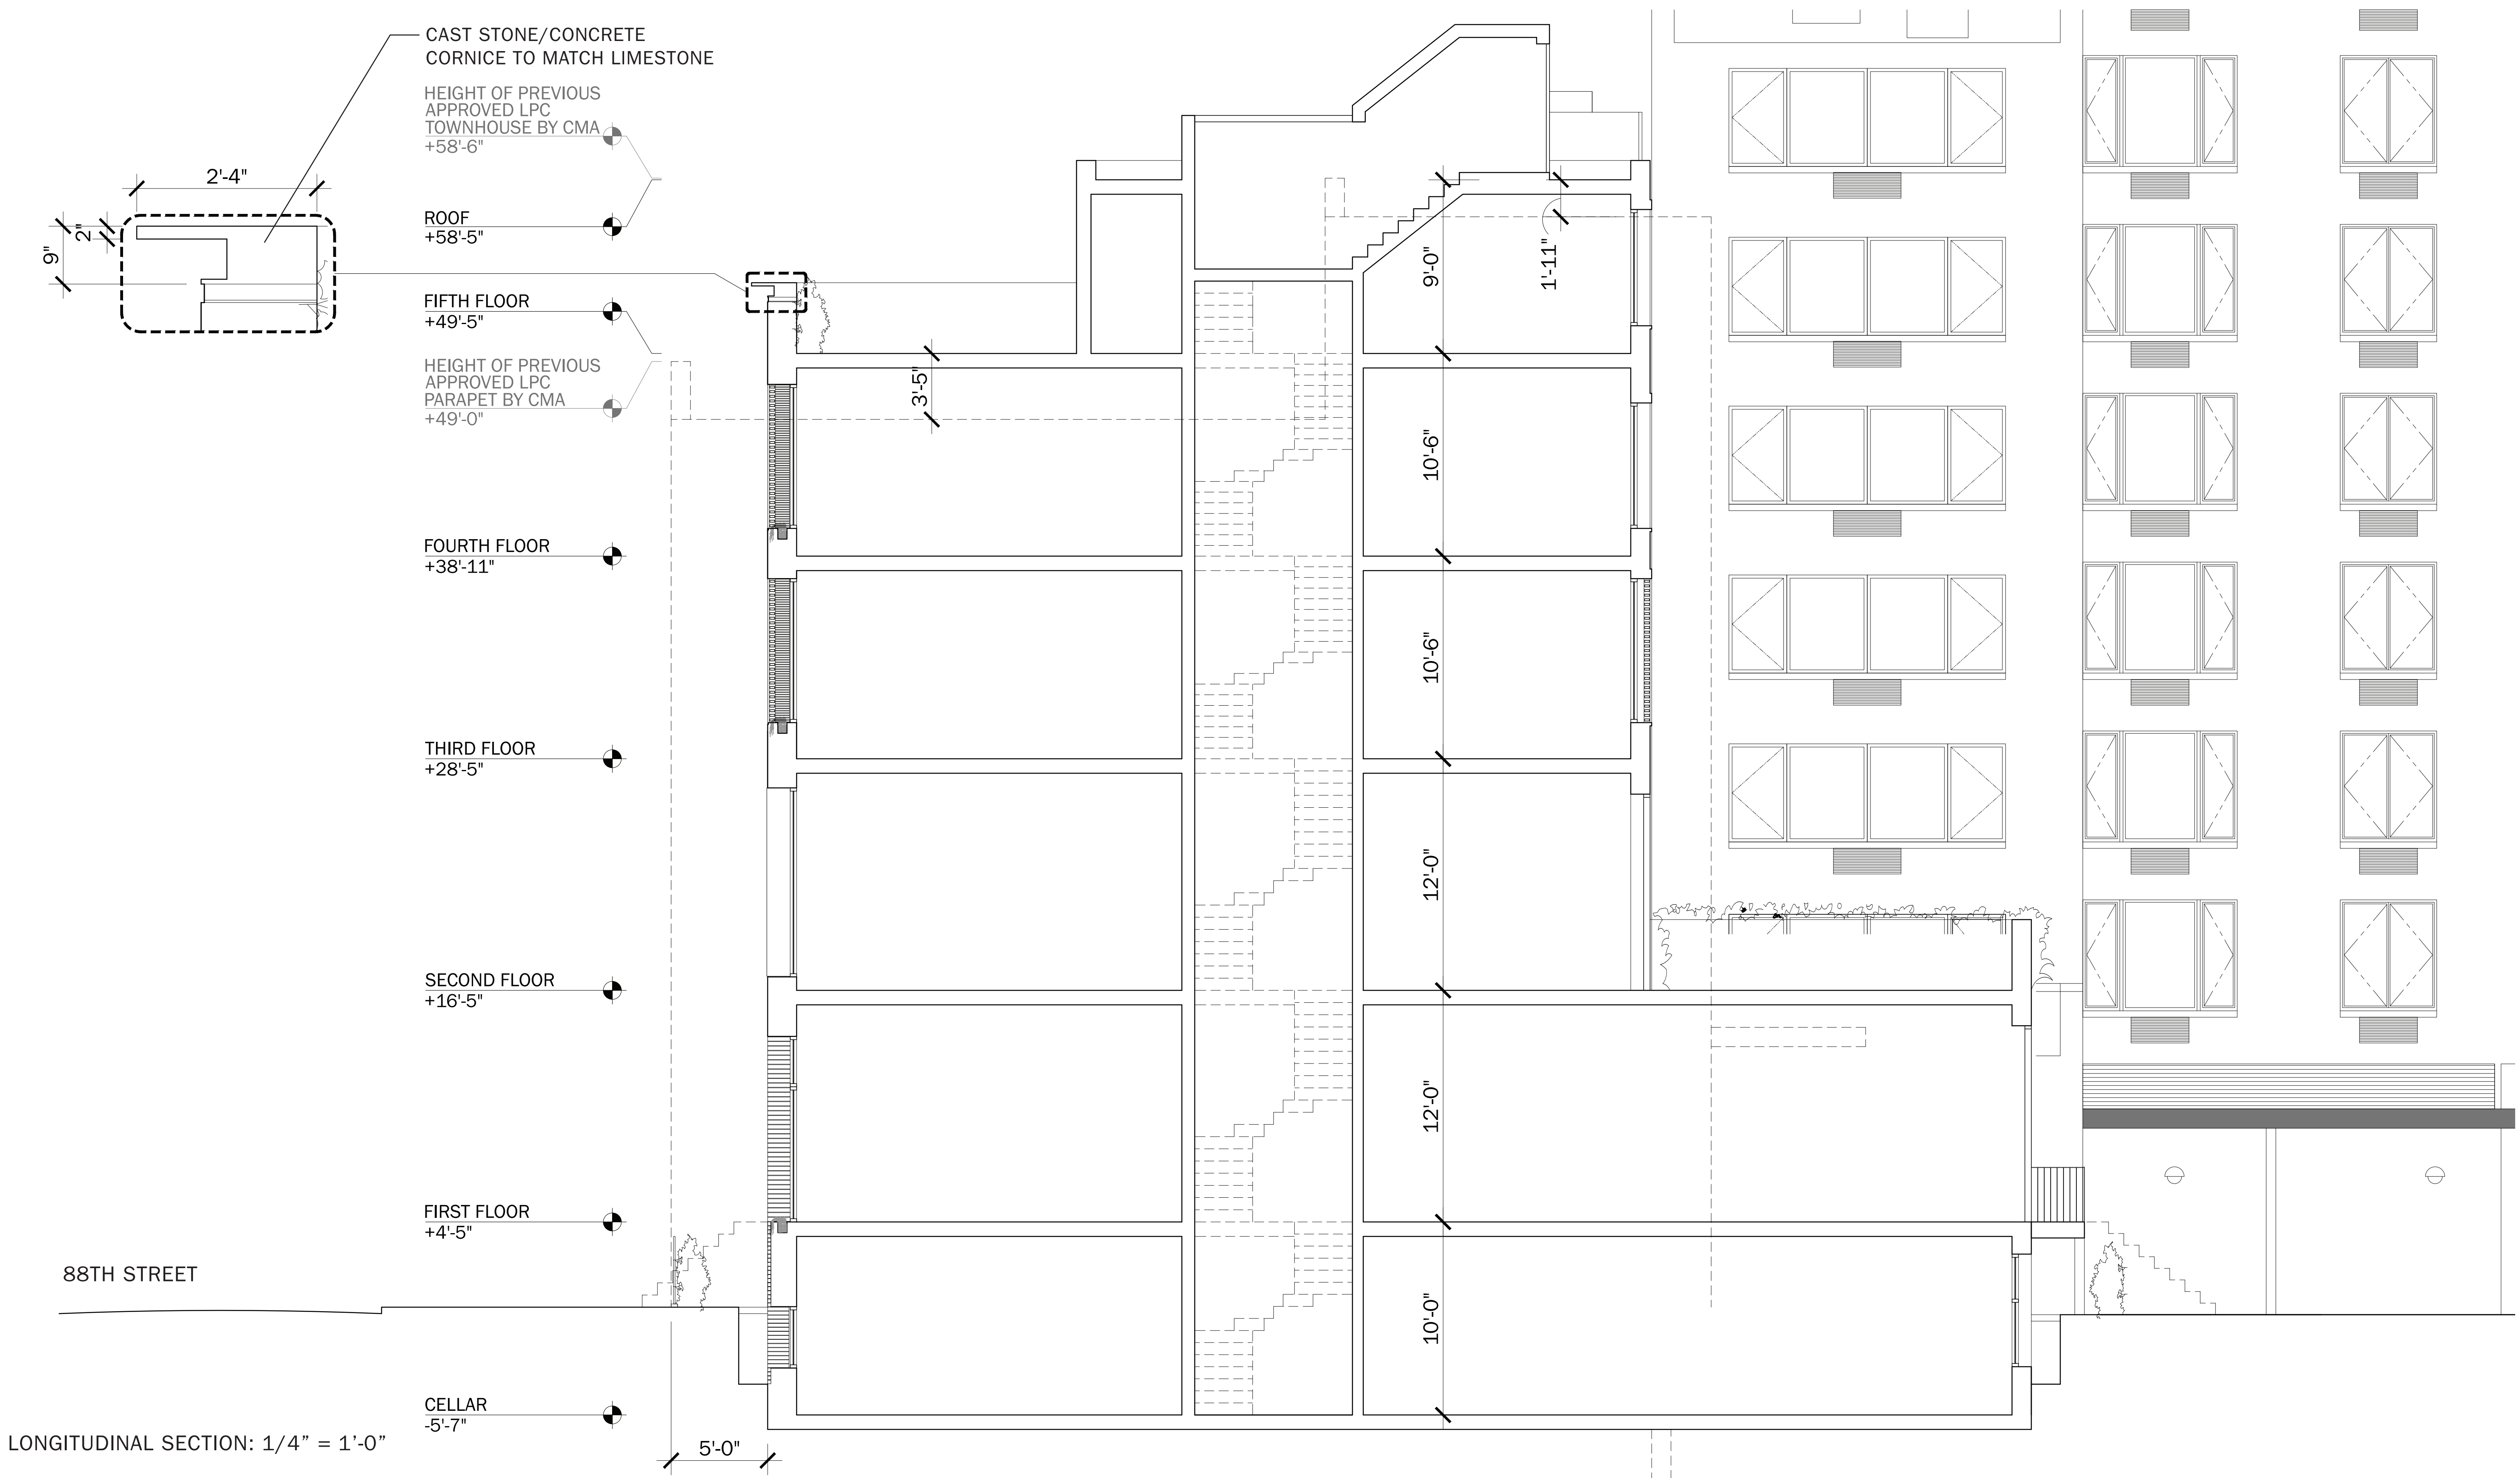 CAST STONE/CONCRETE
CORNICE TO MATCH LIMESTONE
HEIGHT OF PREVIOUS
APPROVED LPC
TOWNHOUSE BY CMA
+58'-6"
2'-4"
2"
9"
ROOF
+58'-5"
FIFTH FLOOR
+49'-5"
HEIGHT OF PREVIOUS
APPROVED LPC
PARAPET BY CMA
+49'-0"
3'-5"
9'-0"
1'-11"
10'-6"
FOURTH FLOOR
+38'-11"
10'-6"
THIRD FLOOR
+28'-5"
12'-0"
SECOND FLOOR
+16'-5"
12'-0"
FIRST FLOOR
+4'-5"
88TH STREET
10'-0"
CELLAR
-5'-7"
LONGITUDINAL SECTION: 1/4” = 1’-0”
5'-0"